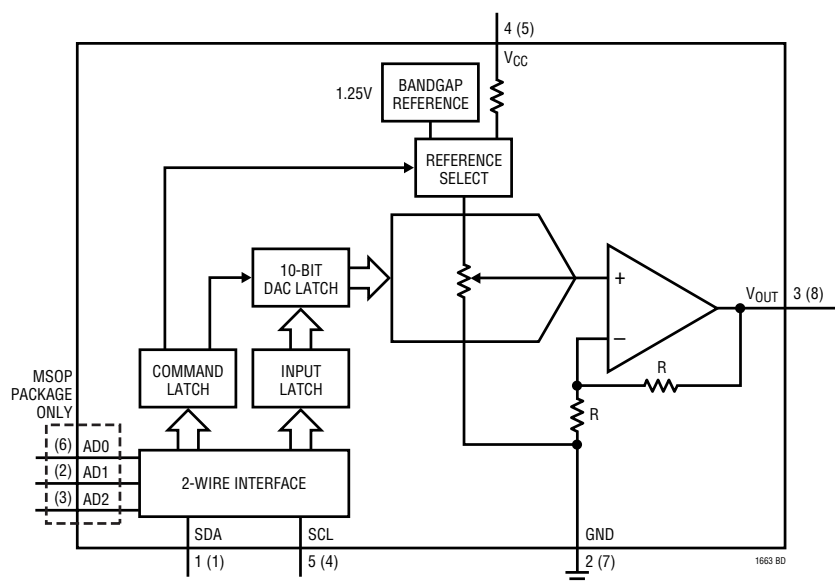 4 (5)
VCC
1.25V
BANDGAP
REFERENCE
REFERENCE
SELECT
10-BIT
DAC LATCH
+
−
VOUT
3 (8)
R
R
COMMAND
LATCH
INPUT
LATCH
MSOP
PACKAGE
ONLY
(6) AD0
(2) AD1
(3) AD2
2-WIRE INTERFACE
SDA
SCL
GND
1 (1)
5 (4)
2 (7)
1663 BD